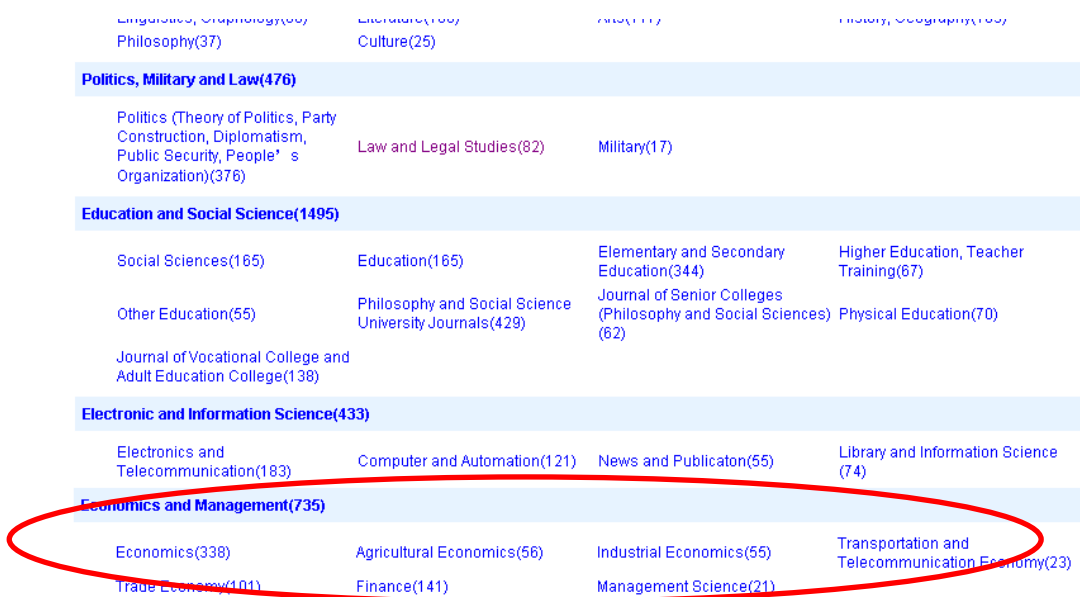 Philosophy(37) Culture(25)
Politics, Military and Law(476)
Politics (Theory of Politics, Party
Construction, Diplomatism,
Public Security, People’s
Organization)(376)
Law and Legal Studies(82)
Military(17)
Education and Social Science(1495)
Social Sciences(165)
Education(165)
Elementary and Secondary
Education(344)
Higher Education, Teacher
Training(67)
Other Education(55)
Philosophy and Social Science
University Journals(429)
Journal of Senior Colleges
(Philosophy and Social Sciences)
(62)
Physical Education(70)
Journal of Vocational College and
Adult Education College(138)
Electronic and Information Science(433)
Electronics and
Telecommunication(183)
Computer and Automation(121)
News and Publicaton(55)
Library and Information Science
(74)
Economics and Management(735)
Economics(338)
Agricultural Economics(56)
Industrial Economics(55)
Transportation and
Telecommunication Economy(23)
Trade Economy(101)
Finance(141)
Management Science(21)